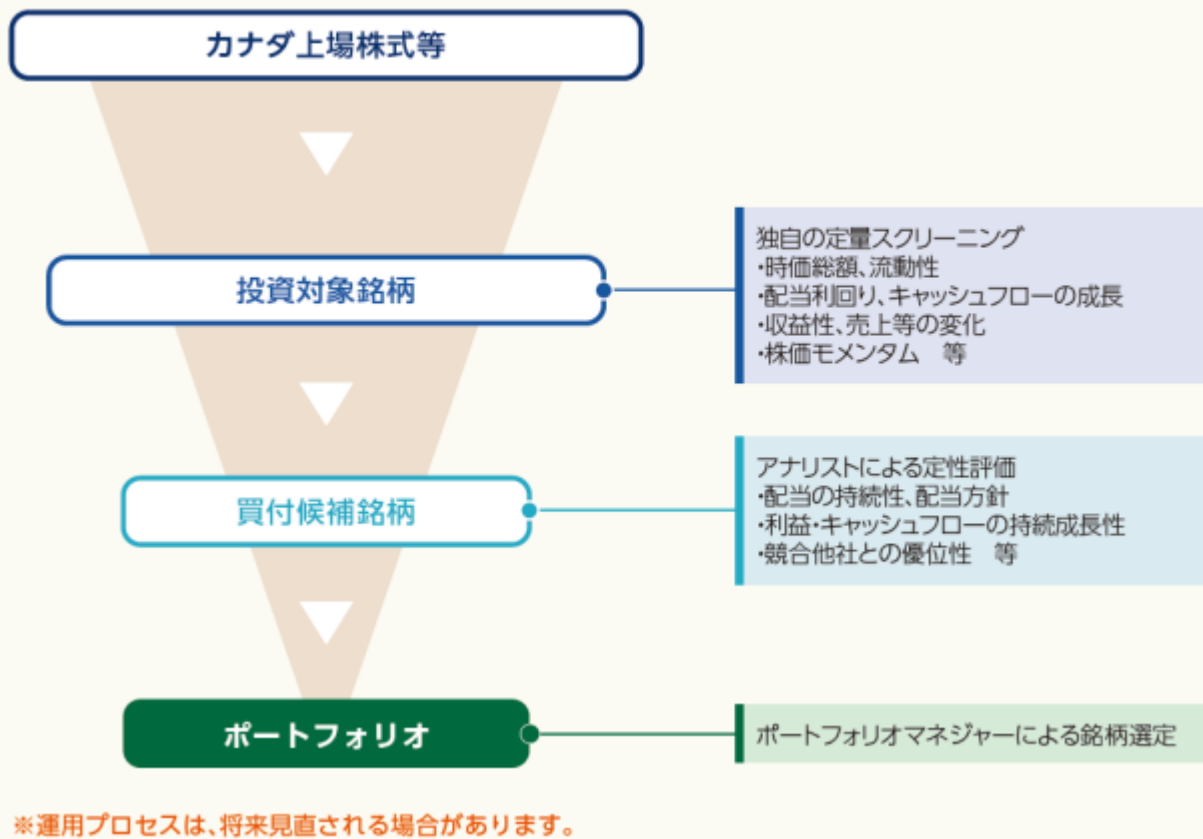 カナダ上場株式等
投資対象銘柄
独自の定量スクリーニング
・時価総額、流動性
・配当利回り、キャッシュフローの成長
・収益性、売上等の変化
・株価モメンタム　等
買付候補銘柄
アナリストによる定性評価
・配当の持続性、配当方針
・利益・キャッシュフローの持続成長性
・競合他社との優位性　等
ポートフォリオ
ポートフォリオマネジャーによる銘柄選定
※運用プロセスは、将来見直される場合があります。